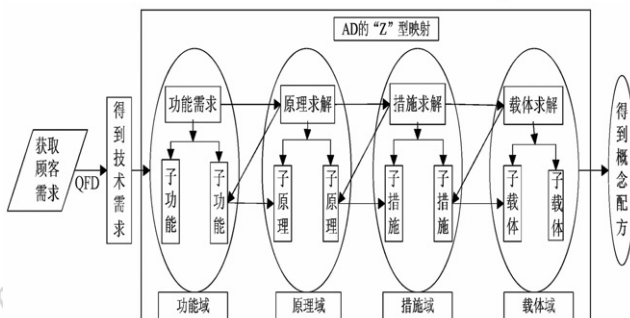 AD的“Z”型映射
获取
顾客
需求
QFD
得到技术需求
功能需求
子功能
子功能
功能域
原理求解
子原理
子原理
原理域
措施求解
子措施
子措施
措施域
载体求解
子载体
子载体
载体域
得到概念配方